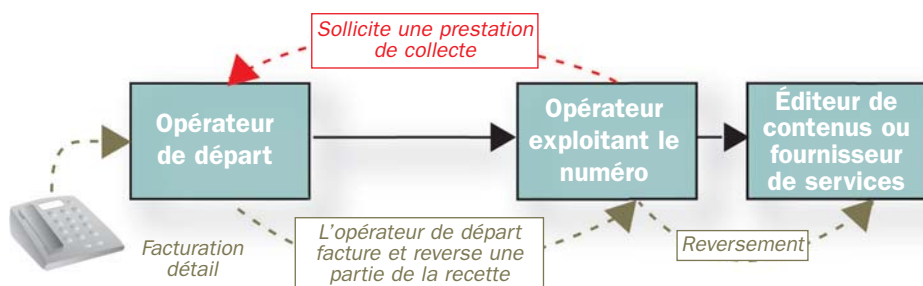 Sollicite une prestation
de collecte
Opérateur
de départ
Opérateur
exploitant le
numéro
Éditeur de
contenus ou
fournisseur
de services
Facturation
détail
L'opérateur de départ
facture et reverse une
partie de la recette
Reversement